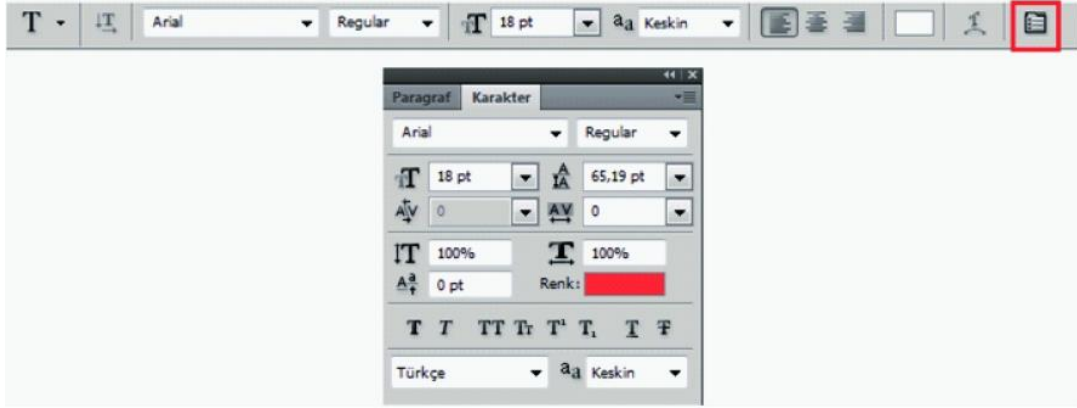 T Arial Regular T 18 pt aa Keskin
Paragraf Karakter
Arial Regular
18 pt 65,19 pt
0 0
100% 100%
0 pt Renk:
T T TT Tr T¹ T, T T
Türkçe aa Keskin